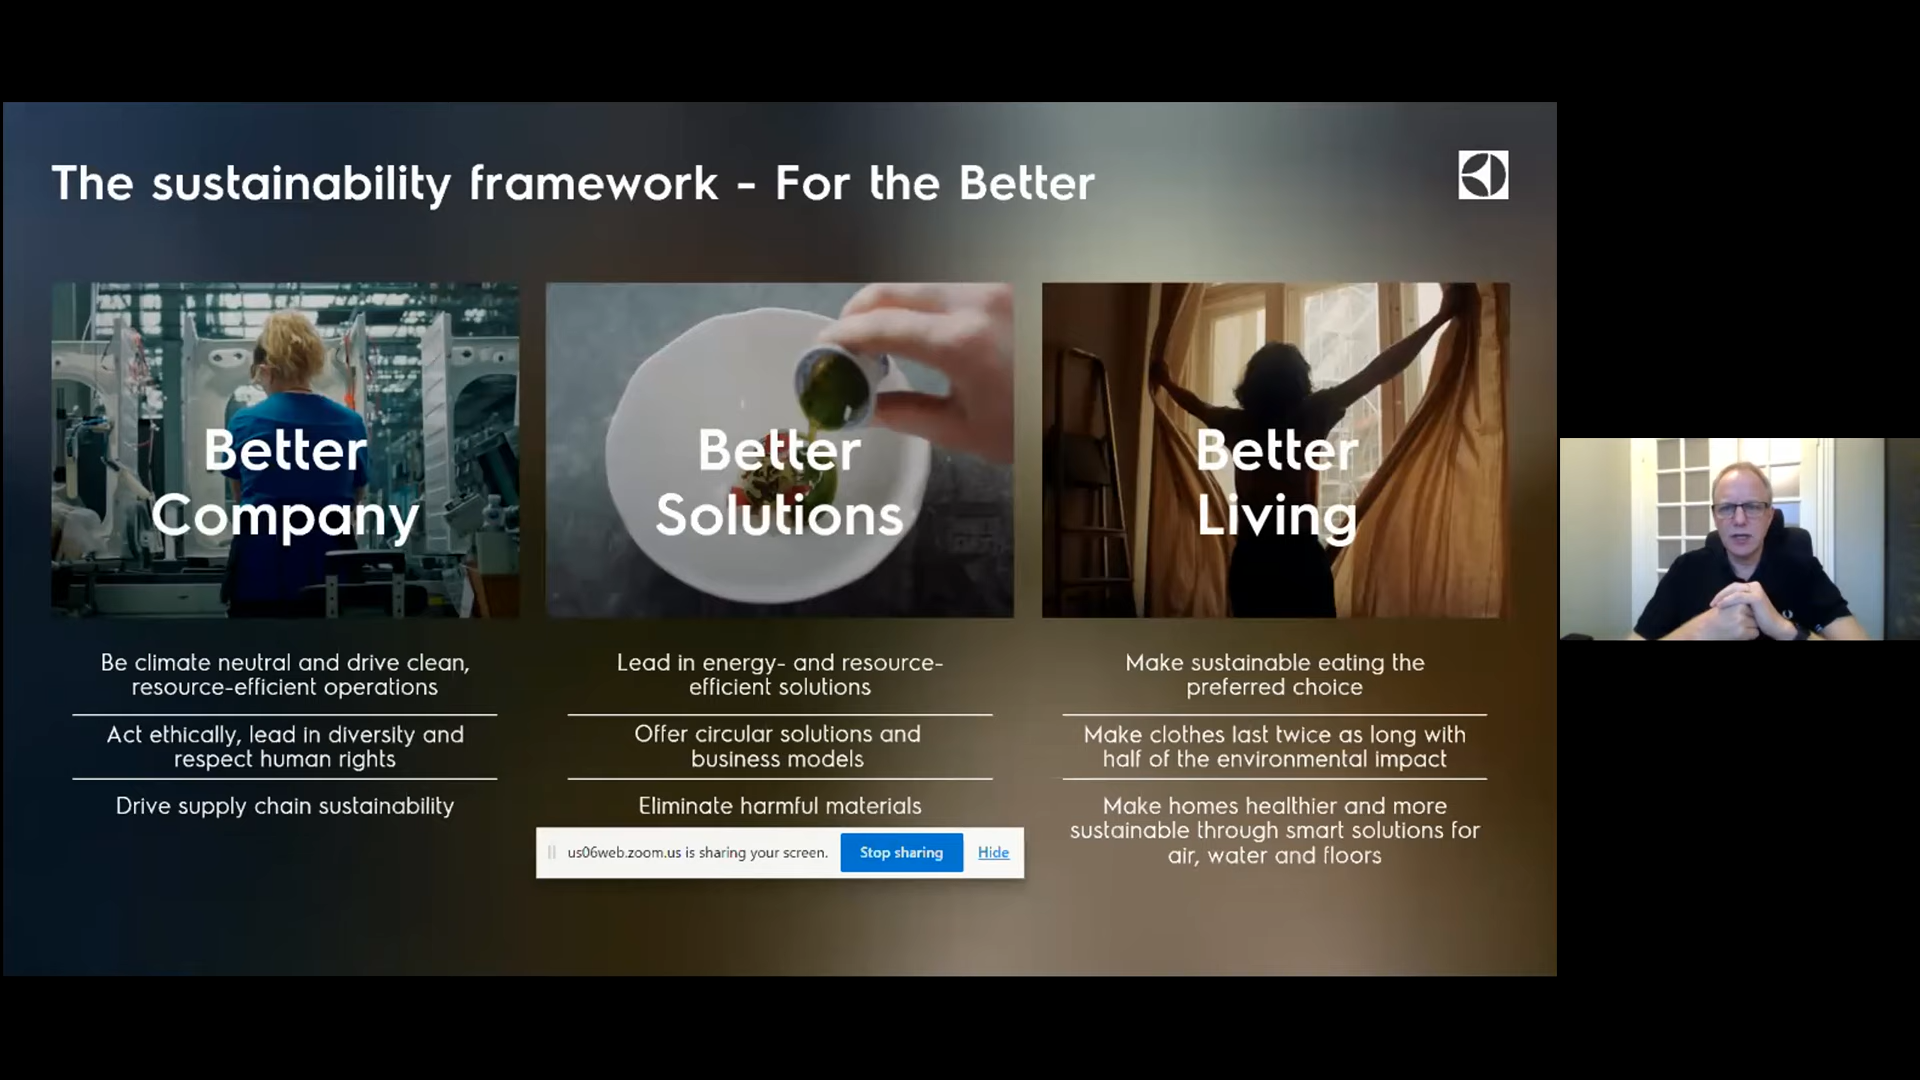 The sustainability framework - For the Better
Better
Company
Better
Solutions
Better
Living
Be climate neutral and drive clean,
resource-efficient operations
Act ethically, lead in diversity and
respect human rights
Drive supply chain sustainability
Lead in energy- and resource-
efficient solutions
Offer circular solutions and
business models
Eliminate harmful materials
Make sustainable eating the
preferred choice
Make clothes last twice as long with
half of the environmental impact
Make homes healthier and more
sustainable through smart solutions for
air, water and floors
us06web.zoom.us is sharing your screen.
Stop sharing
Hide